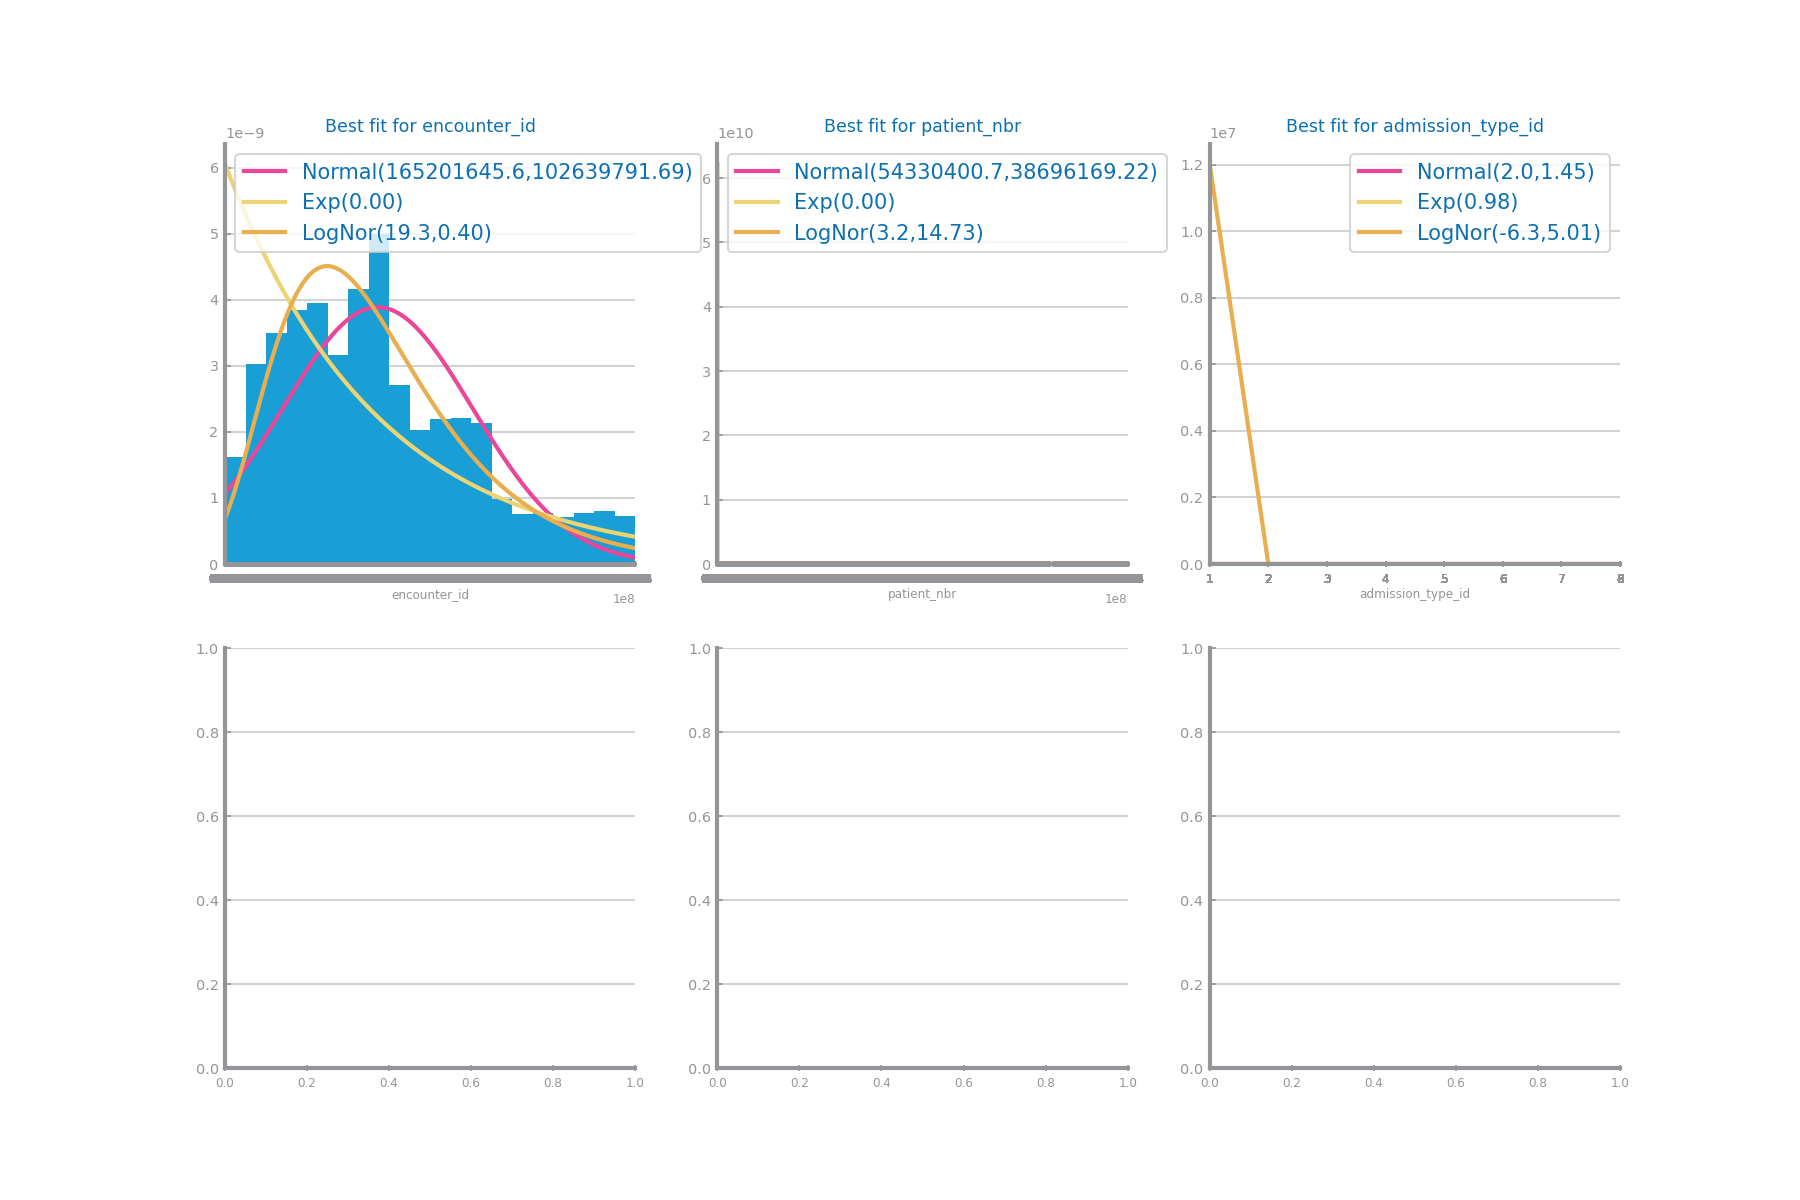 Best fit for encounter_id
1e−9
Normal(165201645.6,102639791.69)
Exp(0.00)
LogNor(19.3,0.40)
6
5
4
3
2
1
0
encounter_id
1e8
Best fit for patient_nbr
1e10
Normal(54330400.7,38696169.22)
Exp(0.00)
LogNor(3.2,14.73)
6
5
4
3
2
1
0
patient_nbr
1e8
Best fit for admission_type_id
1e7
Normal(2.0,1.45)
Exp(0.98)
LogNor(-6.3,5.01)
1.2
1.0
0.8
0.6
0.4
0.2
0.0
1 2 3 4 5 6 7 8
admission_type_id
1.0
0.8
0.6
0.4
0.2
0.0
0.0 0.2 0.4 0.6 0.8 1.0
1.0
0.8
0.6
0.4
0.2
0.0
0.0 0.2 0.4 0.6 0.8 1.0
1.0
0.8
0.6
0.4
0.2
0.0
0.0 0.2 0.4 0.6 0.8 1.0